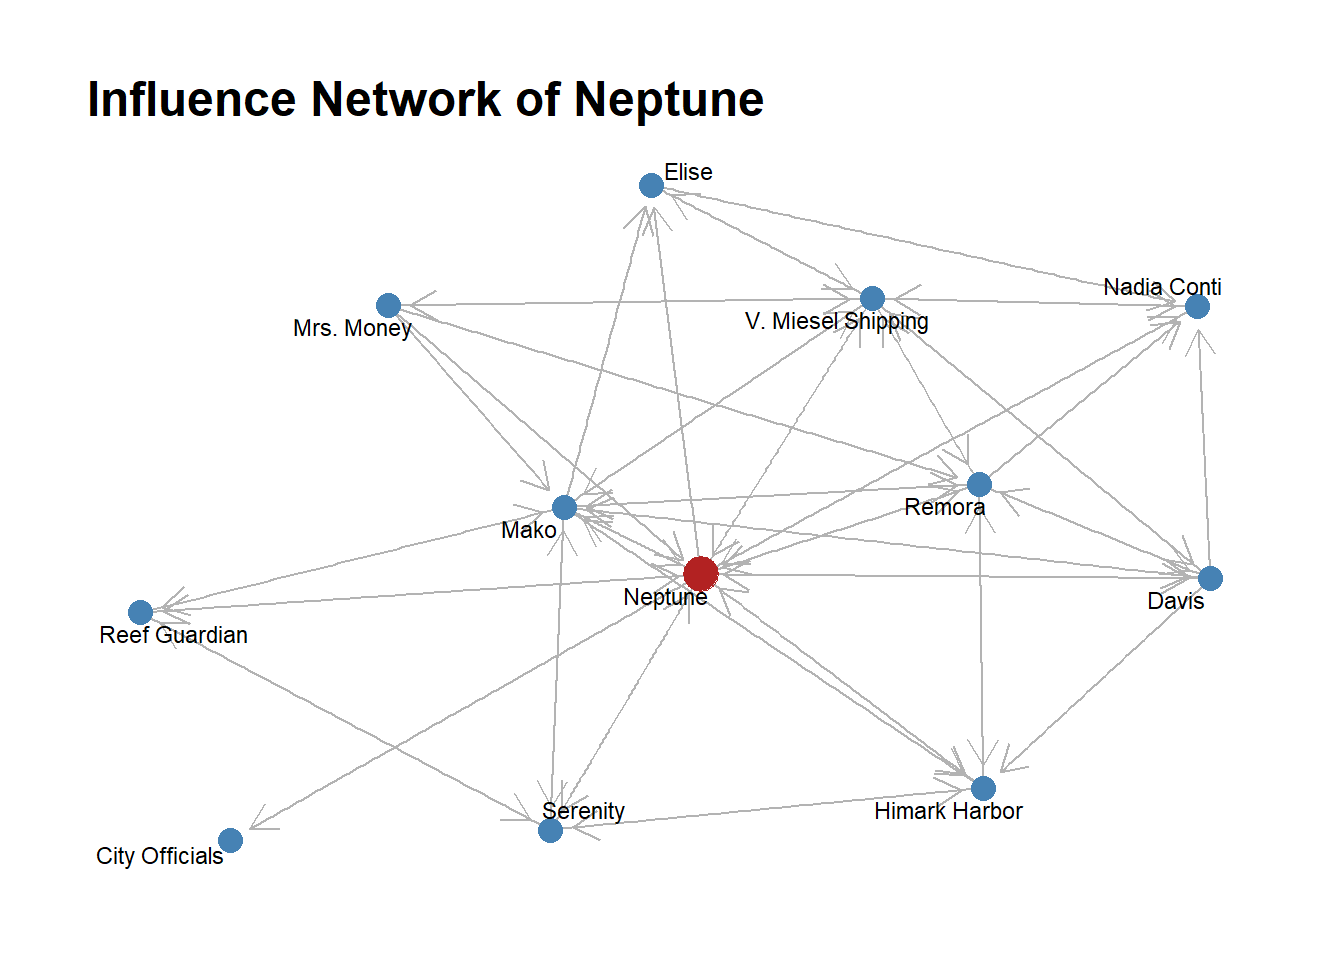 Influence Network of Neptune
Elise
Nadia Conti
Mrs. Money
V. Miesel Shipping
Remora
Mako
Neptune
Davis
Reef Guardian
Serenity
Himark Harbor
City Officials